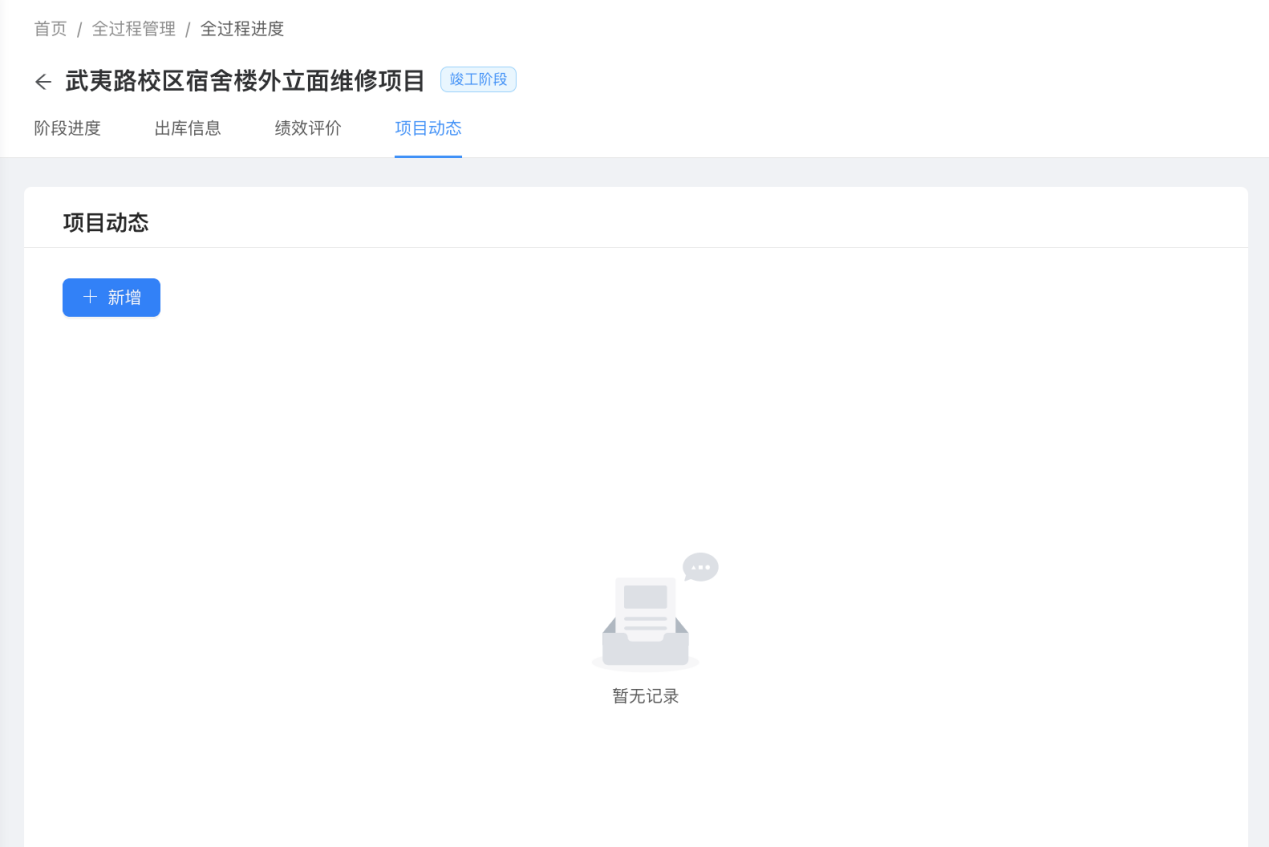 首页 / 全过程管理 / 全过程进度
武夷路校区宿舍楼外立面维修项目 竣工阶段
阶段进度 出库信息 绩效评价 项目动态
项目动态
新增
暂无记录